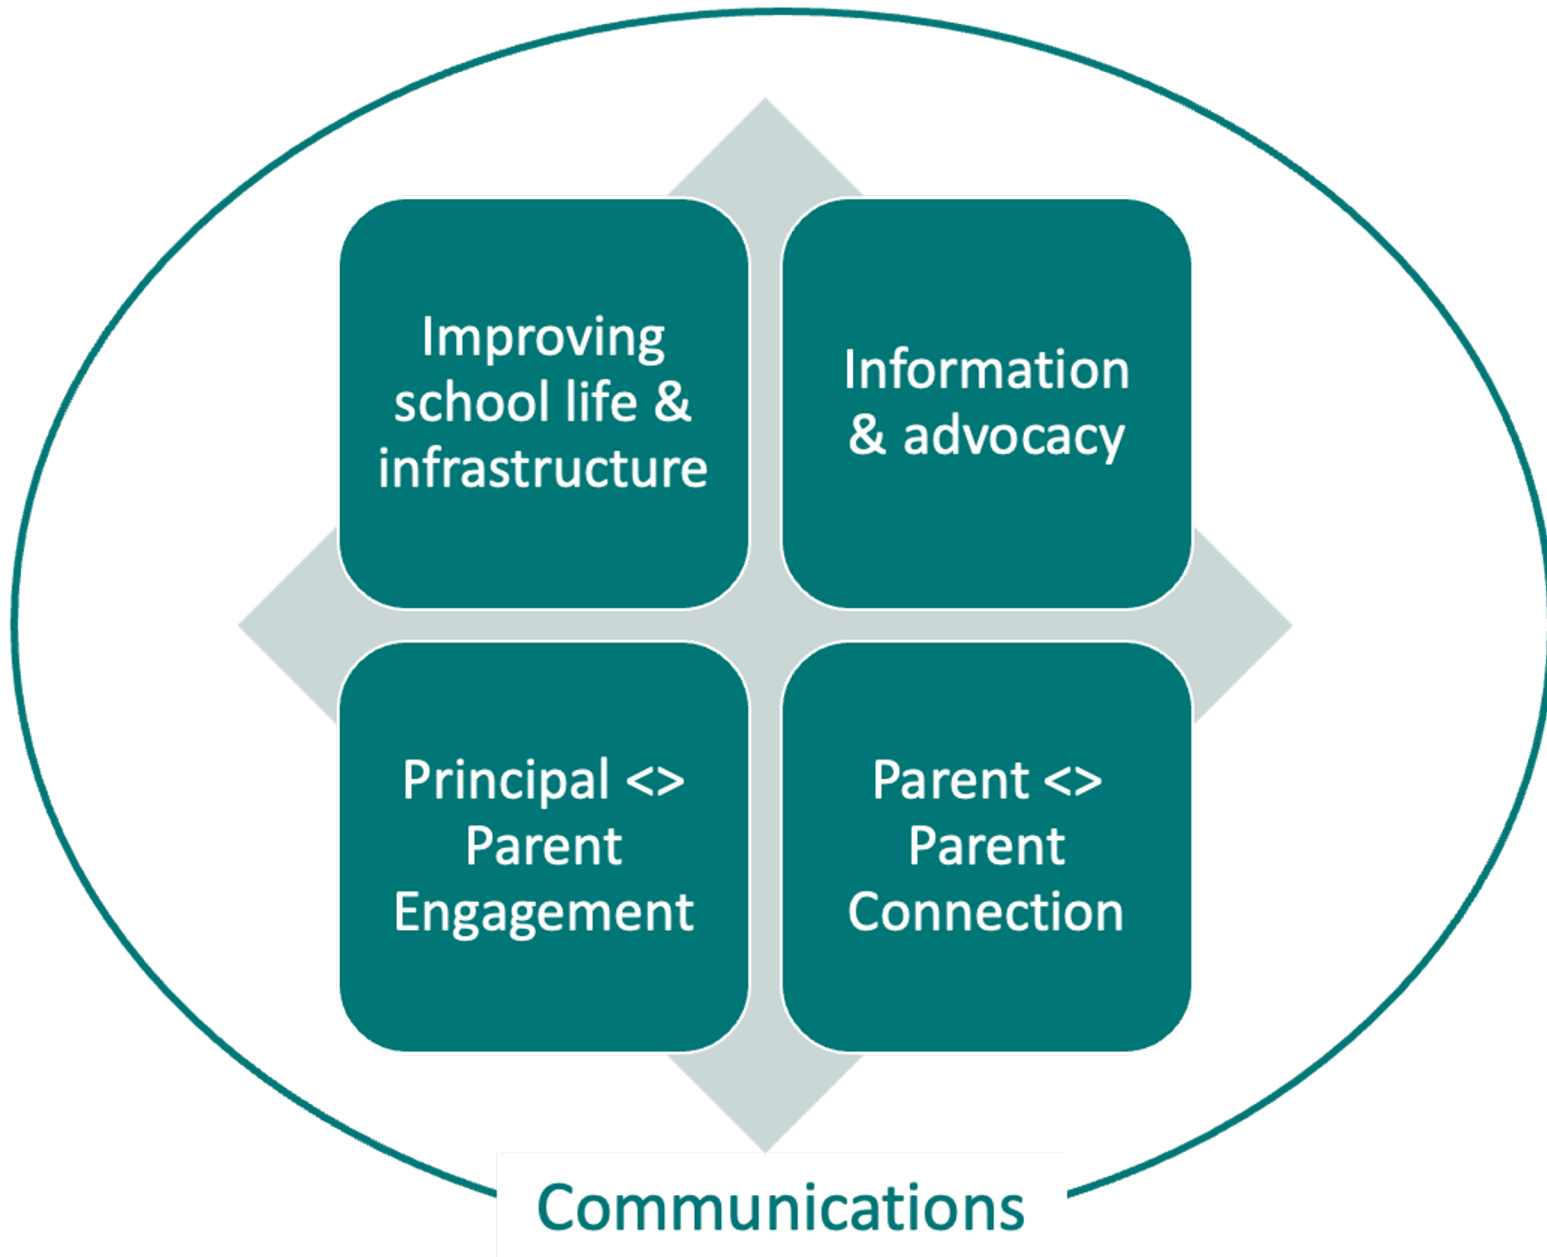 Improving
school life &
infrastructure
Information
& advocacy
Principal <>
Parent
Engagement
Parent <>
Parent
Connection
Communications